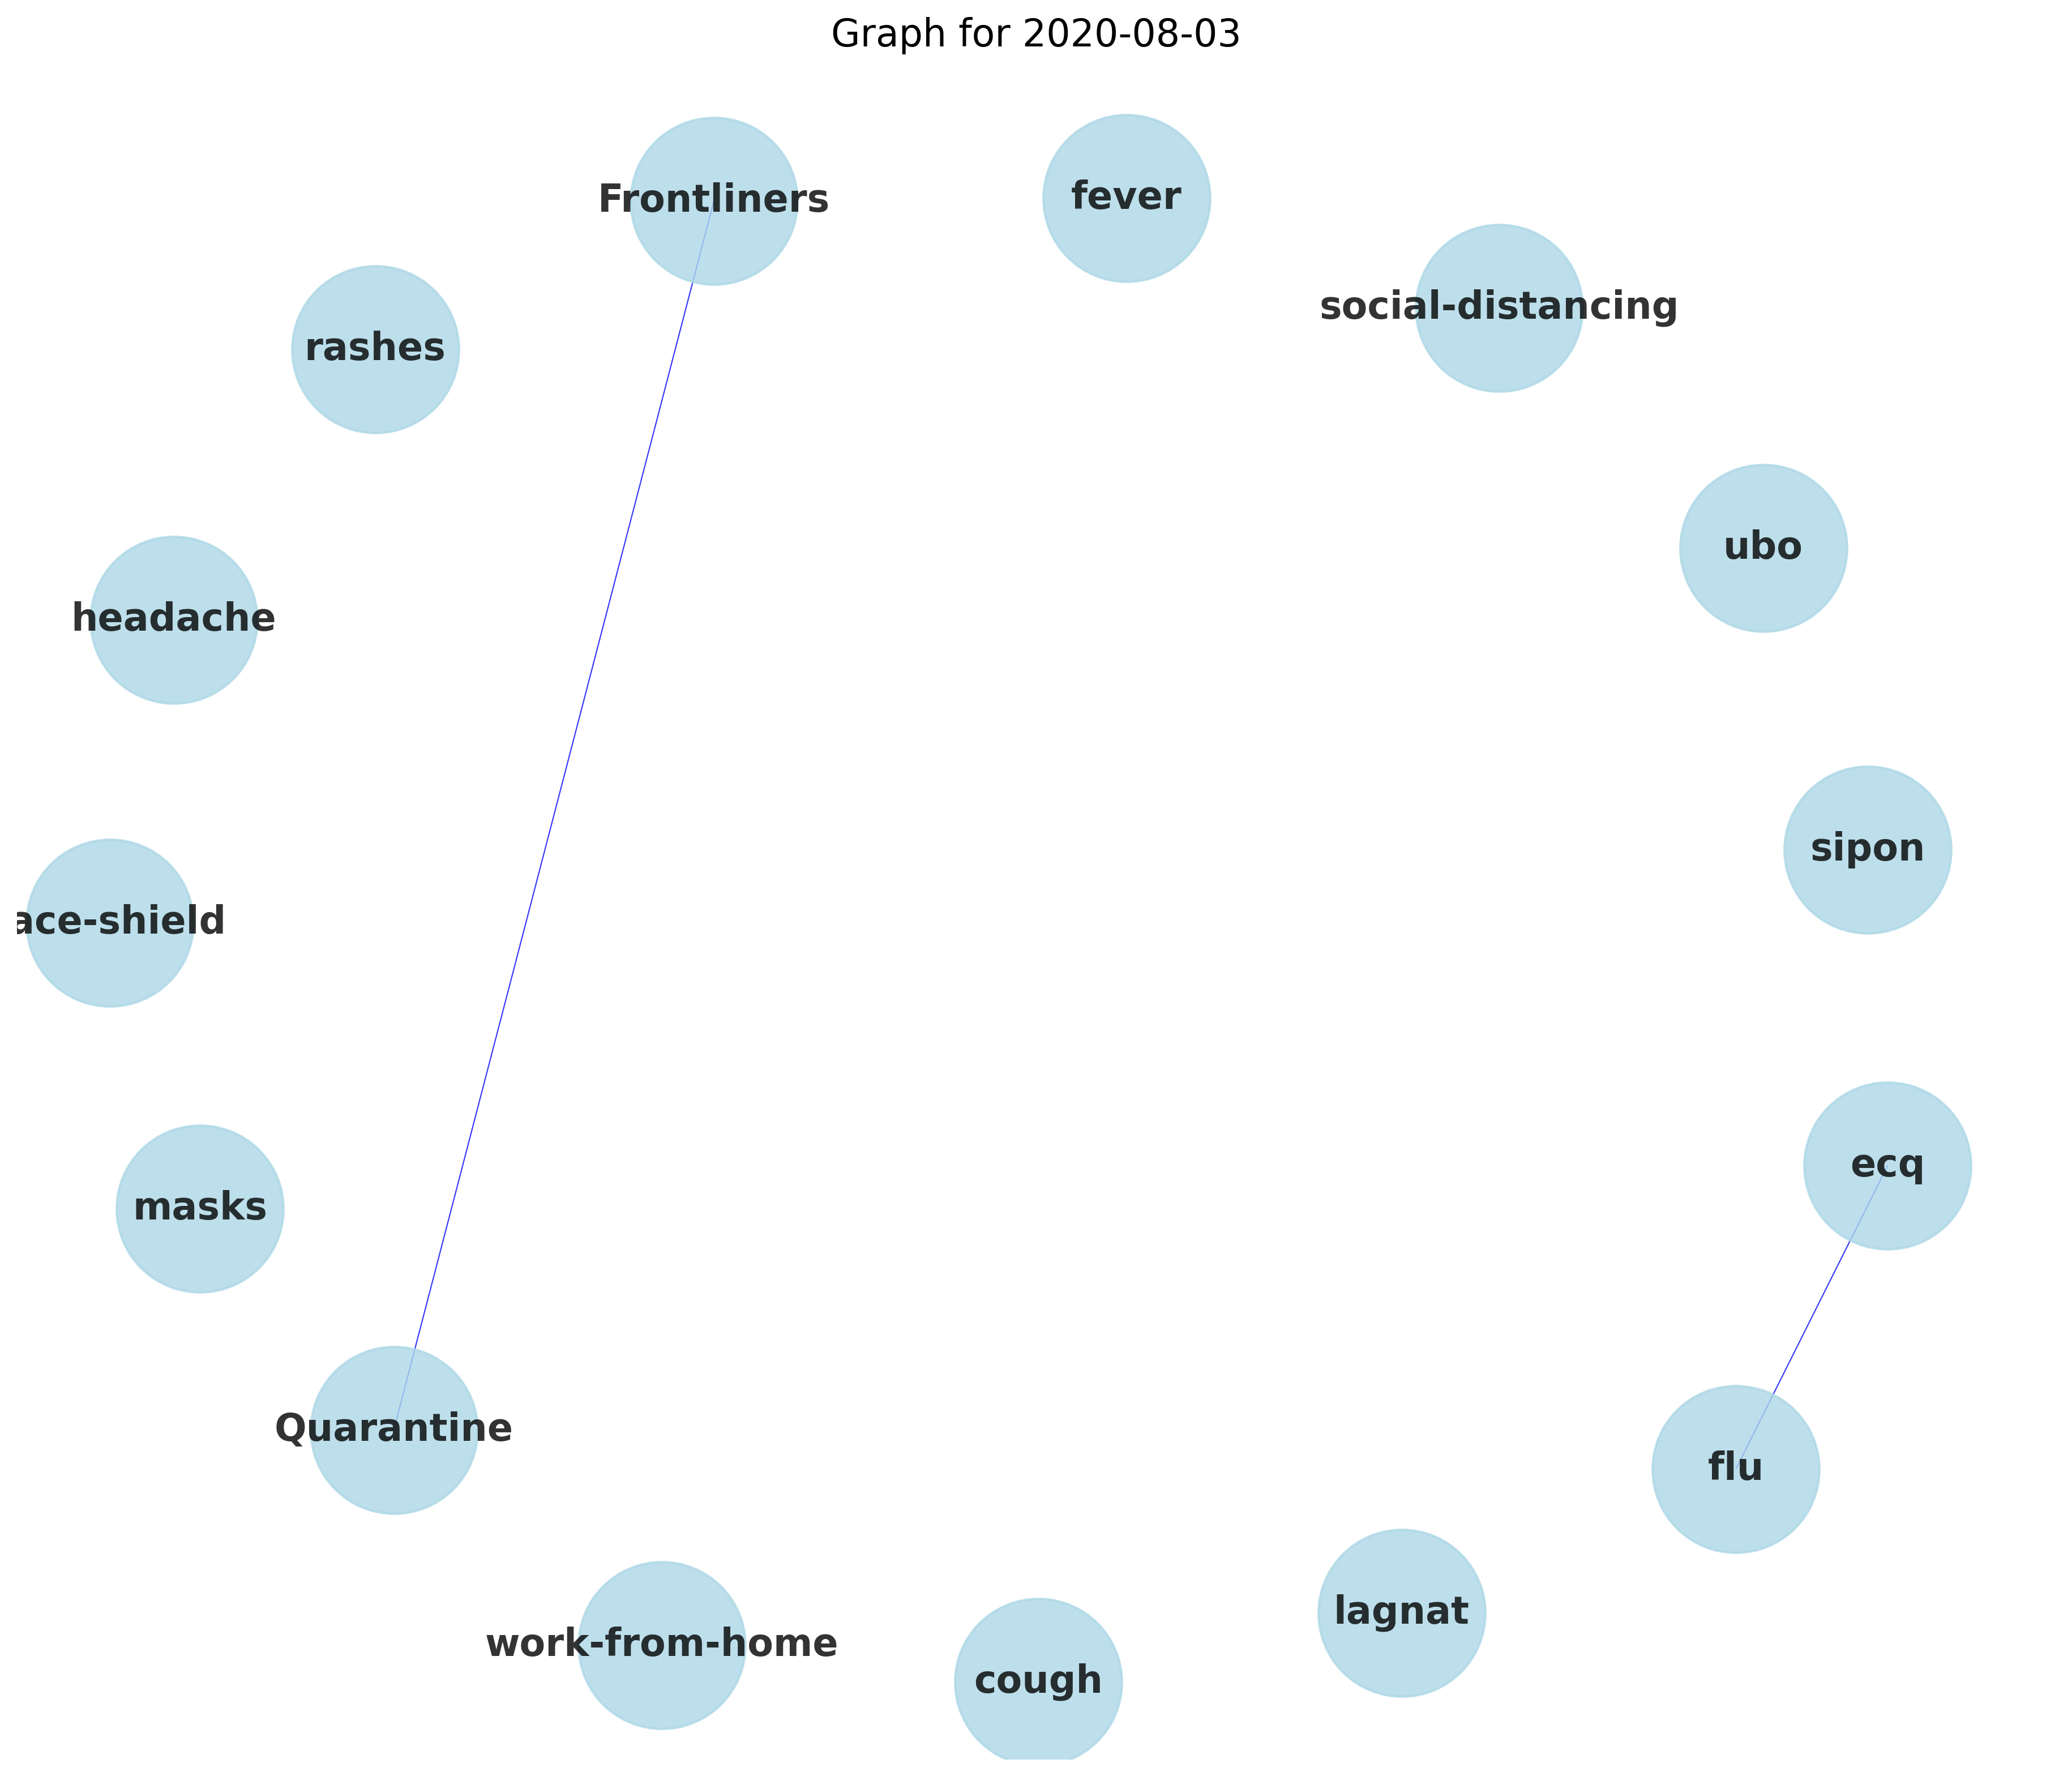 Graph for 2020-08-03
Frontliners
fever
social-distancing
rashes
ubo
headache
sipon
ace-shield
ecq
masks
Quarantine
flu
lagnat
work-from-home
cough